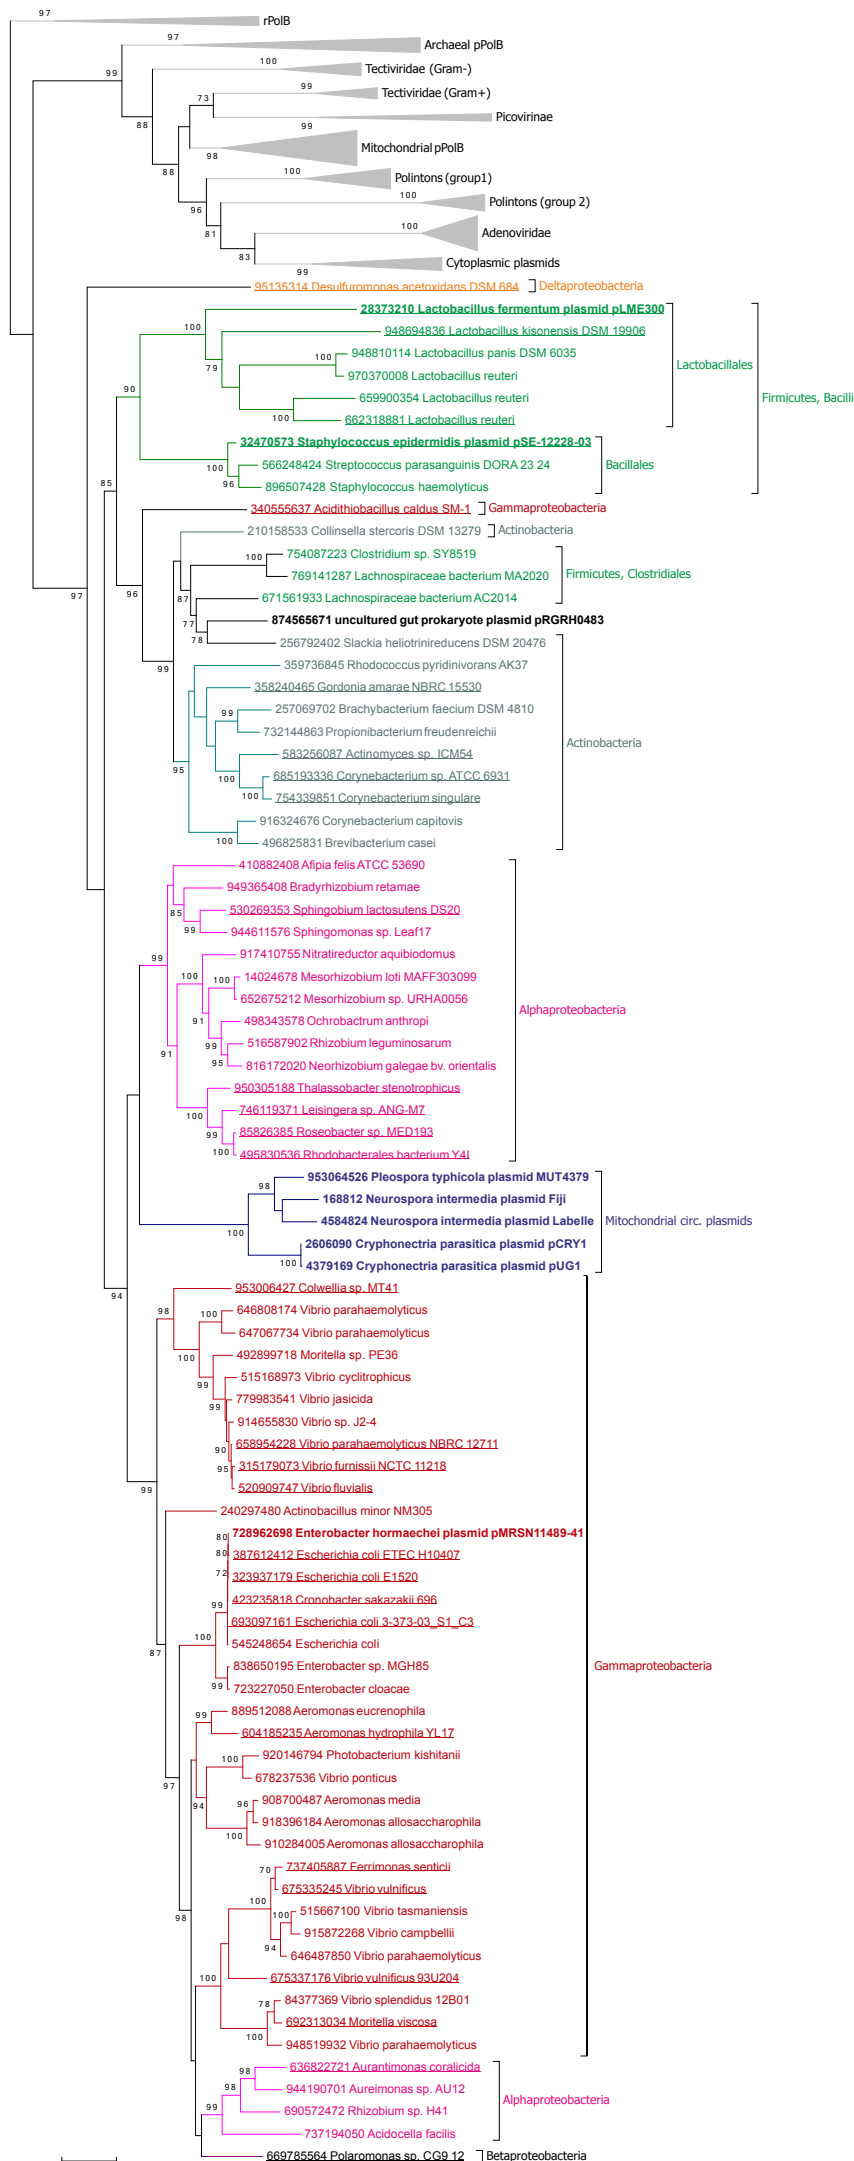 97
rPolB
97
Archaeal pPolB
99
100
Tectiviridae (Gram-)
99
Tectiviridae (Gram+)
73
88
Picovirinae
99
Mitochondrial pPolB
98
88
100
Polintons (group1)
96
100
Polintons (group 2)
81
100
Adenoviridae
83
Cytoplasmic plasmids
99
95135314 Desulfuromonas acetoxidans DSM 684
Deltaproteobacteria
28373210 Lactobacillus fermentum plasmid pLME300
100
948694836 Lactobacillus kisonensis DSM 19906
79
100
948810114 Lactobacillus panis DSM 6035
Lactobacillales
970370008 Lactobacillus reuteri
90
659900354 Lactobacillus reuteri
Firmicutes, Bacilli
100
662318881 Lactobacillus reuteri
32470573 Staphylococcus epidermidis plasmid pSE-12228-03
100
566248424 Streptococcus parasanguinis DORA 23 24
Bacillales
96
896507428 Staphylococcus haemolyticus
85
340555637 Acidithiobacillus caldus SM-1
Gammaproteobacteria
210158533 Collinsella stercoris DSM 13279
Actinobacteria
100
754087223 Clostridium sp. SY8519
769141287 Lachnospiraceae bacterium MA2020
Firmicutes, Clostridiales
97
96
87
671561933 Lachnospiraceae bacterium AC2014
77
874565671 uncultured gut prokaryote plasmid pRGRH0483
78
256792402 Slackia heliotrinireducens DSM 20476
99
359736845 Rhodococcus pyridinivorans AK37
358240465 Gordonia amarae NBRC 15530
99
257069702 Brachybacterium faecium DSM 4810
732144863 Propionibacterium freudenreichii
Actinobacteria
95
583256087 Actinomyces sp. ICM54
100
685193336 Corynebacterium sp. ATCC 6931
100
754339851 Corynebacterium singulare
916324676 Corynebacterium capitovis
100
496825831 Brevibacterium casei
410882408 Afipia felis ATCC 53690
949365408 Bradyrhizobium retamae
85
530269353 Sphingobium lactosutens DS20
99
944611576 Sphingomonas sp. Leaf17
99
917410755 Nitratireductor aquibiodomus
100
100
14024678 Mesorhizobium loti MAFF303099
652675212 Mesorhizobium sp. URHA0056
Alphaproteobacteria
91
498343578 Ochrobactrum anthropi
99
516587902 Rhizobium leguminosarum
91
95
816172020 Neorhizobium galegae bv. orientalis
950305188 Thalassobacter stenotrophicus
100
746119371 Leisingera sp. ANG-M7
99
85826385 Roseobacter sp. MED193
100
495830536 Rhodobacterales bacterium Y4I
953064526 Pleospora typhicola plasmid MUT4379
98
168812 Neurospora intermedia plasmid Fiji
4584824 Neurospora intermedia plasmid Labelle
Mitochondrial circ. plasmids
100
2606090 Cryphonectria parasitica plasmid pCRY1
100
4379169 Cryphonectria parasitica plasmid pUG1
94
953006427 Colwellia sp. MT41
98
646808174 Vibrio parahaemolyticus
100
647067734 Vibrio parahaemolyticus
100
492899718 Moritella sp. PE36
99
515168973 Vibrio cyclitrophicus
779983541 Vibrio jasicida
99
914655830 Vibrio sp. J2-4
90
658954228 Vibrio parahaemolyticus NBRC 12711
95
315179073 Vibrio furnissii NCTC 11218
99
520909747 Vibrio fluvialis
240297480 Actinobacillus minor NM305
80
728962698 Enterobacter hormaechei plasmid pMRSN11489-41
80
387612412 Escherichia coli ETEC H10407
72
323937179 Escherichia coli E1520
99
423235818 Cronobacter sakazakii 696
693097161 Escherichia coli 3-373-03_S1_C3
100
545248654 Escherichia coli
87
838650195 Enterobacter sp. MGH85
Gammaproteobacteria
99
723227050 Enterobacter cloacae
99
889512088 Aeromonas eucrenophila
604185235 Aeromonas hydrophila YL17
100
920146794 Photobacterium kishitanii
97
678237536 Vibrio ponticus
94
96
908700487 Aeromonas media
918396184 Aeromonas allosaccharophila
100
910284005 Aeromonas allosaccharophila
70
737405887 Ferrimonas senticii
675335245 Vibrio vulnificus
100
98
100
515667100 Vibrio tasmaniensis
915872268 Vibrio campbellii
94
646487850 Vibrio parahaemolyticus
100
675337176 Vibrio vulnificus 93U204
78
84377369 Vibrio splendidus 12B01
692313034 Moritella viscosa
100
948519932 Vibrio parahaemolyticus
98
636822721 Aurantimonas coralicida
98
944190701 Aureimonas sp. AU12
Alphaproteobacteria
99
690572472 Rhizobium sp. H41
737194050 Acidocella facilis
669785564 Polaromonas sp. CG9 12
Betaproteobacteria